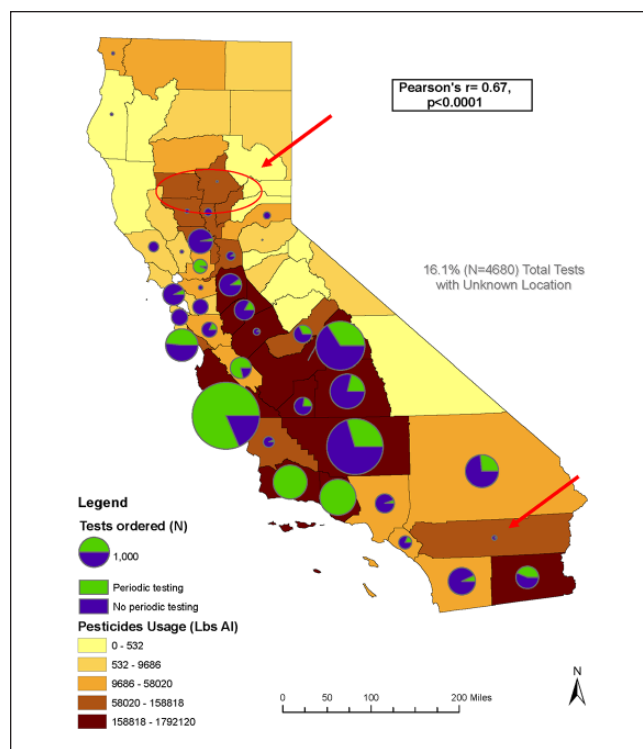 Pearson's r= 0.67,
p<0.0001
16.1% (N=4680) Total Tests
with Unknown Location
Legend
Tests ordered (N)
1,000
Periodic testing
No periodic testing
Pesticides Usage (Lbs AI)
0 - 532
532 - 9686
9686 - 58020
58020 - 158818
158818 - 1792120
0 50 100 200 Miles
N